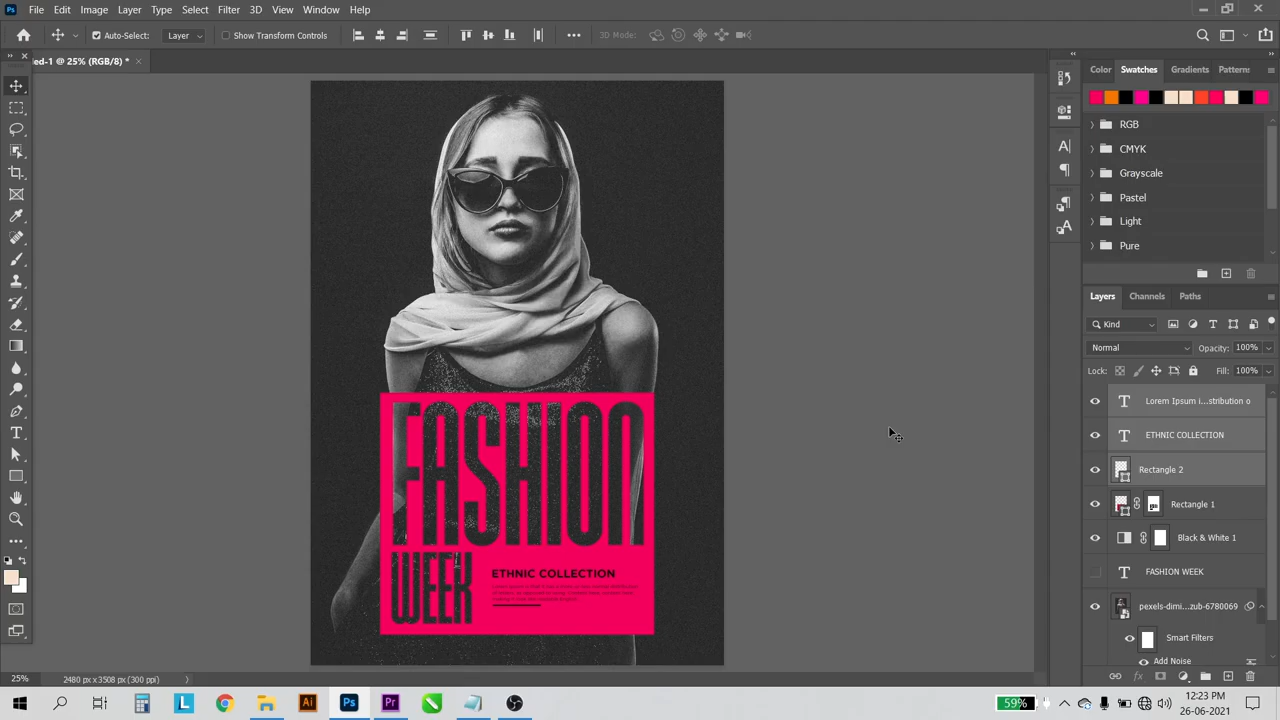 Ps File Edit Image Layer Type Select Filter 3D View Window Help
Auto-Select: Layer Show Transform Controls 3D Mode:
ed-1 @ 25% (RGB/8) *
Color Swatches Gradients Patterns
RGB
CMYK
Grayscale
Pastel
Light
Pure
Layers Channels Paths
Kind
Normal Opacity: 100%
Lock: Fill: 100%
Lorem Ipsum i...stribution o
ETHNIC COLLECTION
Rectangle 2
Rectangle 1
Black & White 1
FASHION WEEK
pexels-dimi...zub-6780069
Smart Filters
Add Noise
FASHION
WEEK
ETHNIC COLLECTION
25% 2480 px x 3508 px (300 ppi)
L Ai Ps Pr
59%
12:23 PM
26-06-2021